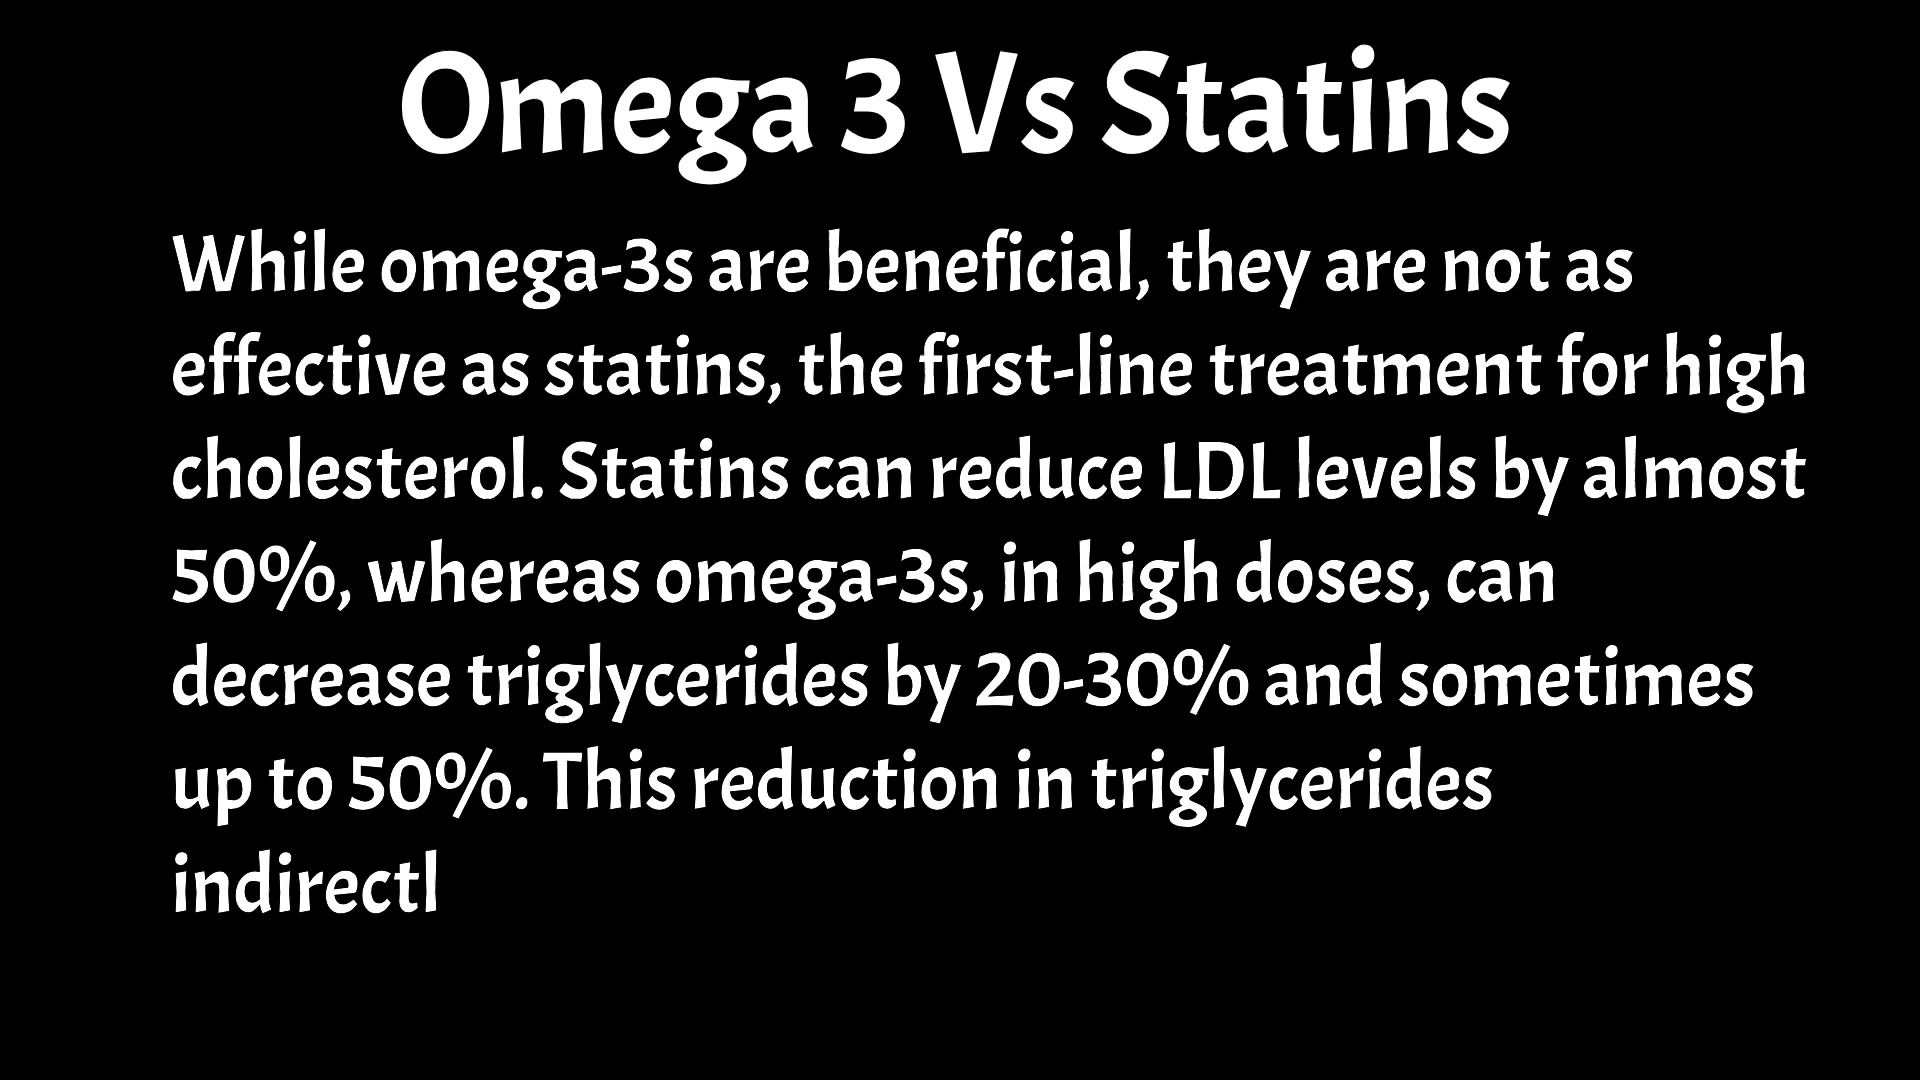 Omega 3 Vs Statins
While omega-3s are beneficial, they are not as
effective as statins, the first-line treatment for high
cholesterol. Statins can reduce LDL levels by almost
50%, whereas omega-3s, in high doses, can
decrease triglycerides by 20-30% and sometimes
up to 50%. This reduction in triglycerides
indirectl